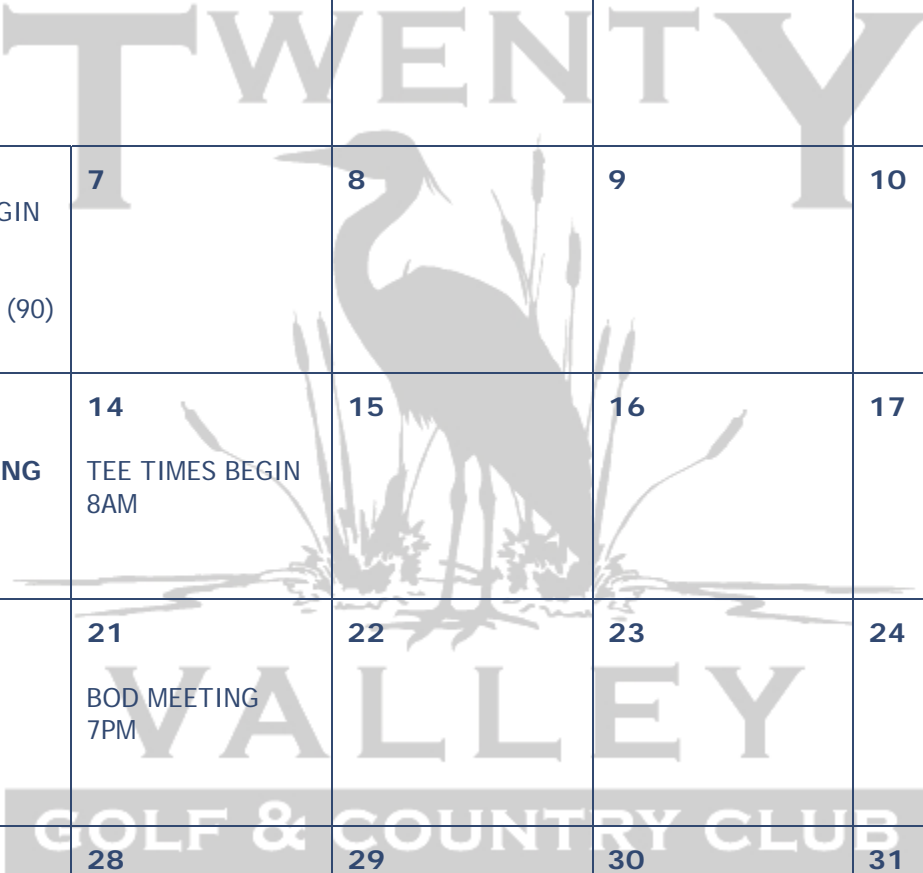 TWENTY
7
8
9
10
GIN
(90)
14
15
16
17
NG
TEE TIMES BEGIN
8AM
21
22
23
24
BOD MEETING
7PM
VALLEY
GOLF & COUNTRY CLUB
28
29
30
31